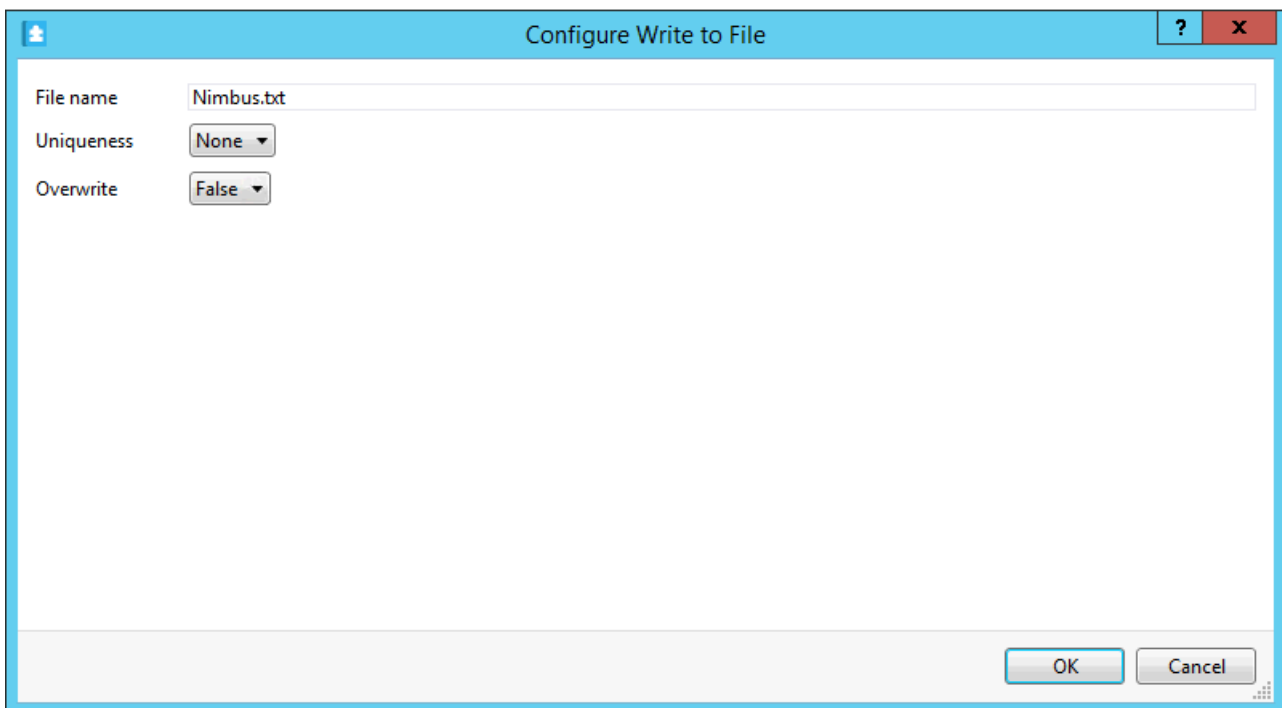 Configure Write to File
?
x
File name Nimbus.txt
Uniqueness None
Overwrite False
OK Cancel